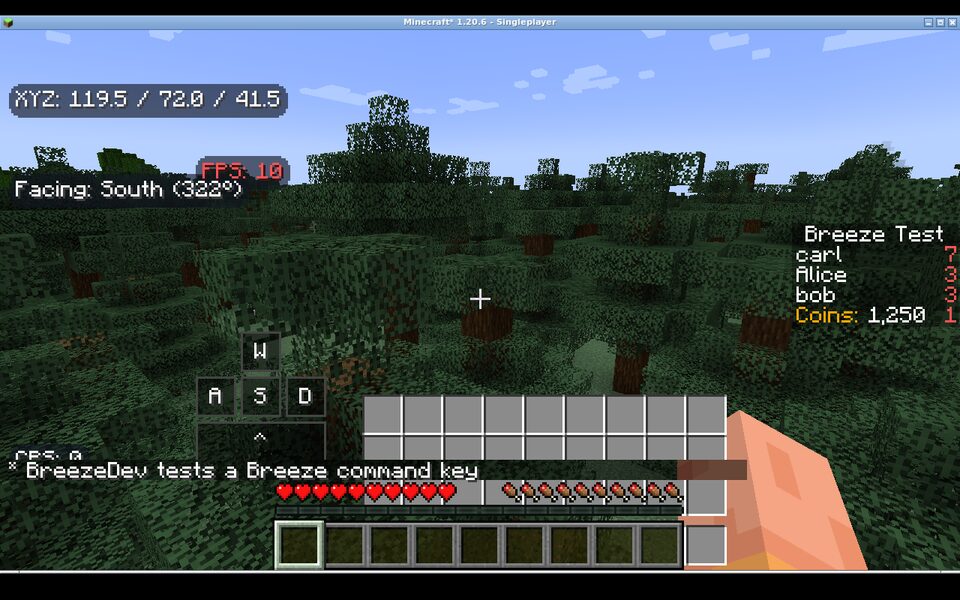 Minecraft* 1.20.6 - Singleplayer
XYZ: 119.5 / 72.0 / 41.5
FPS: 10
Facing: South (322°)
Breeze Test
carl 7
Alice 3
bob 3
Coins: 1,250 1
W
A S D
^
CPS: 0
* BreezeDev tests a Breeze command key